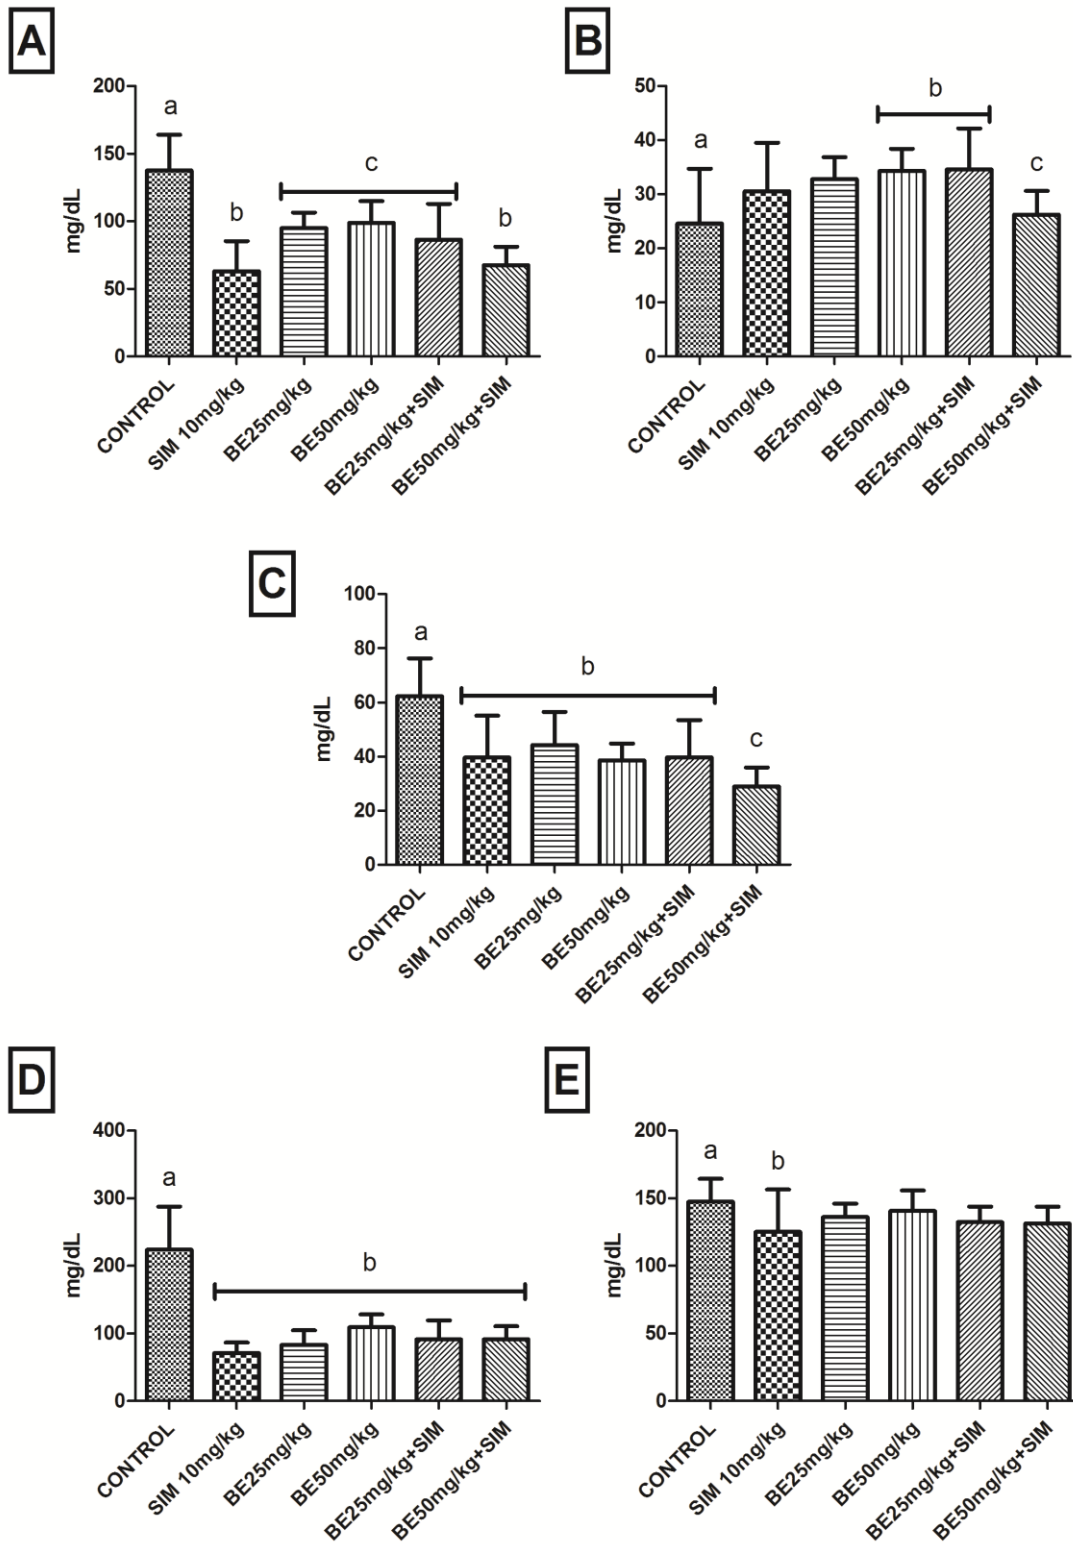 A
200
150
100
50
0
mg/dL
a
b
c
b
CONTROL
SIM 10mg/kg
BE25mg/kg
BE50mg/kg
BE25mg/kg+SIM
BE50mg/kg+SIM
B
50
40
30
20
10
0
mg/dL
a
b
c
CONTROL
SIM 10mg/kg
BE25mg/kg
BE50mg/kg
BE25mg/kg+SIM
BE50mg/kg+SIM
C
100
80
60
40
20
0
mg/dL
a
b
c
CONTROL
SIM 10mg/kg
BE25mg/kg
BE50mg/kg
BE25mg/kg+SIM
BE50mg/kg+SIM
D
400
300
200
100
0
mg/dL
a
b
CONTROL
SIM 10mg/kg
BE25mg/kg
BE50mg/kg
BE25mg/kg+SIM
BE50mg/kg+SIM
E
200
150
100
50
0
mg/dL
a
b
CONTROL
SIM 10mg/kg
BE25mg/kg
BE50mg/kg
BE25mg/kg+SIM
BE50mg/kg+SIM